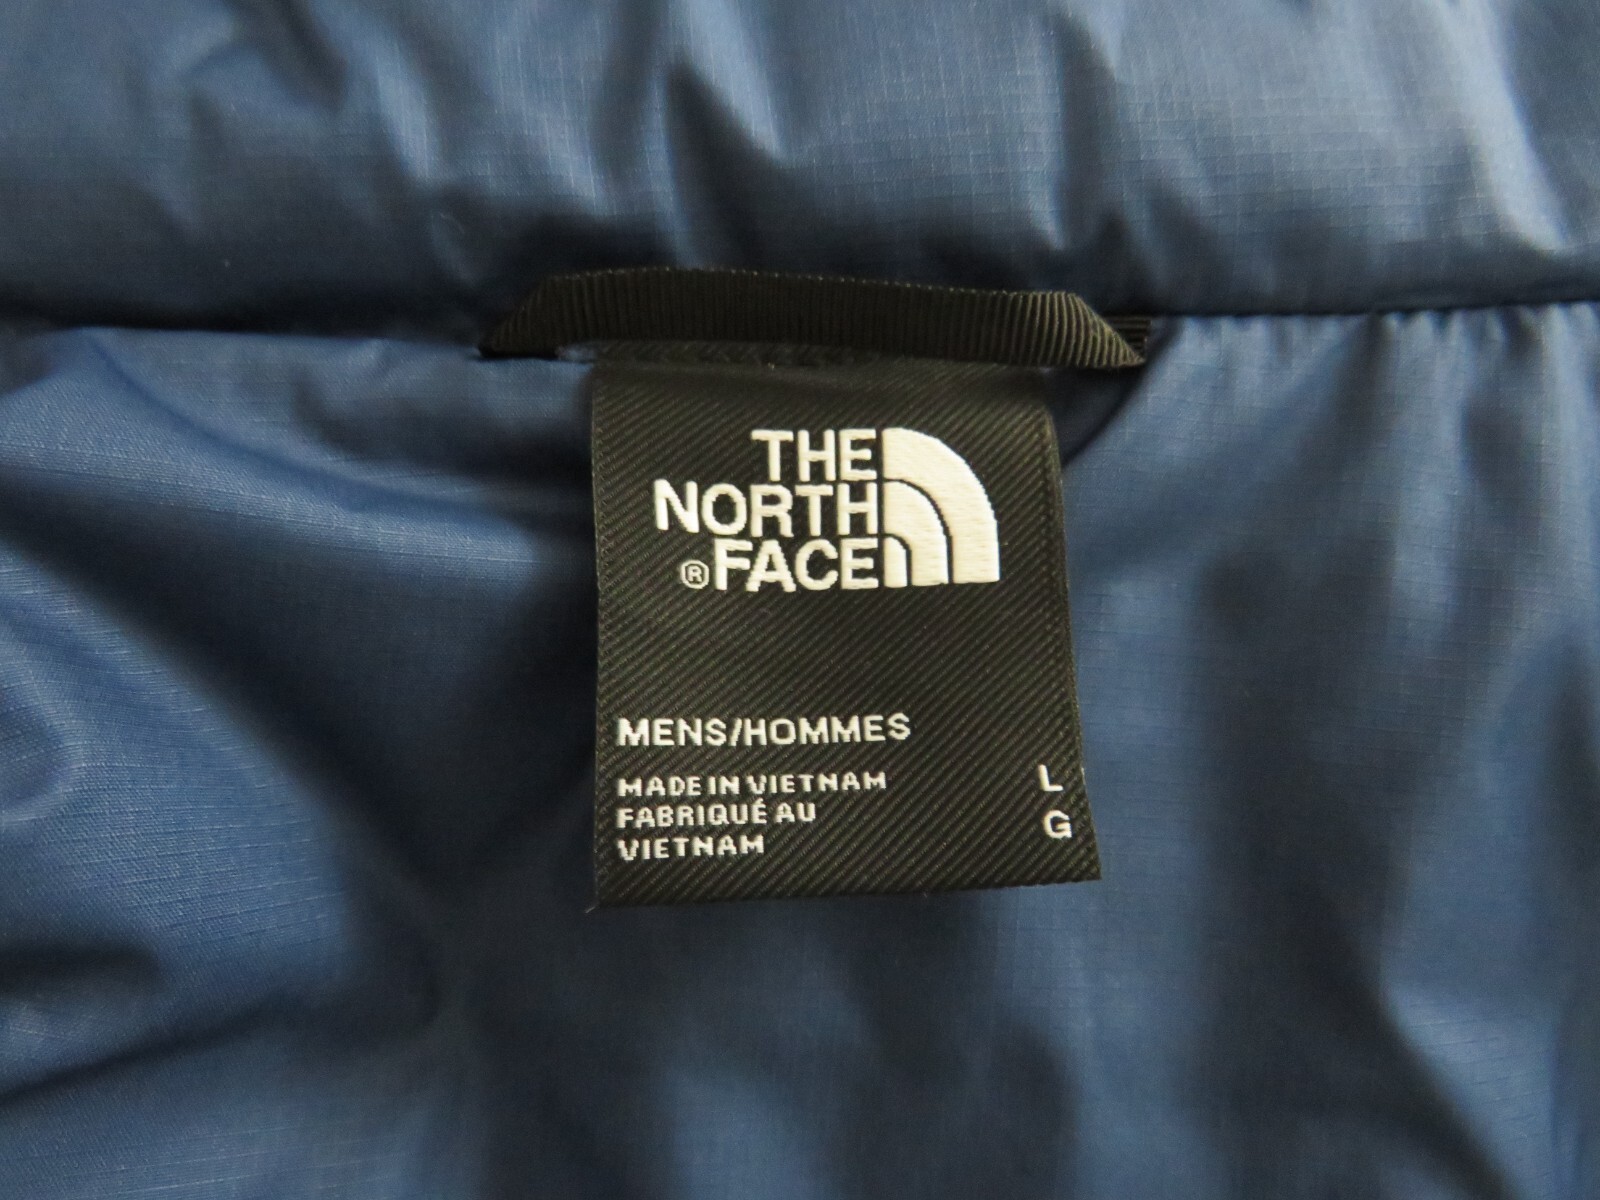 THE
NORTH
®FACE
MENS/HOMMES
MADE IN VIETNAM
FABRIQUÉ AU
VIETNAM
L
G